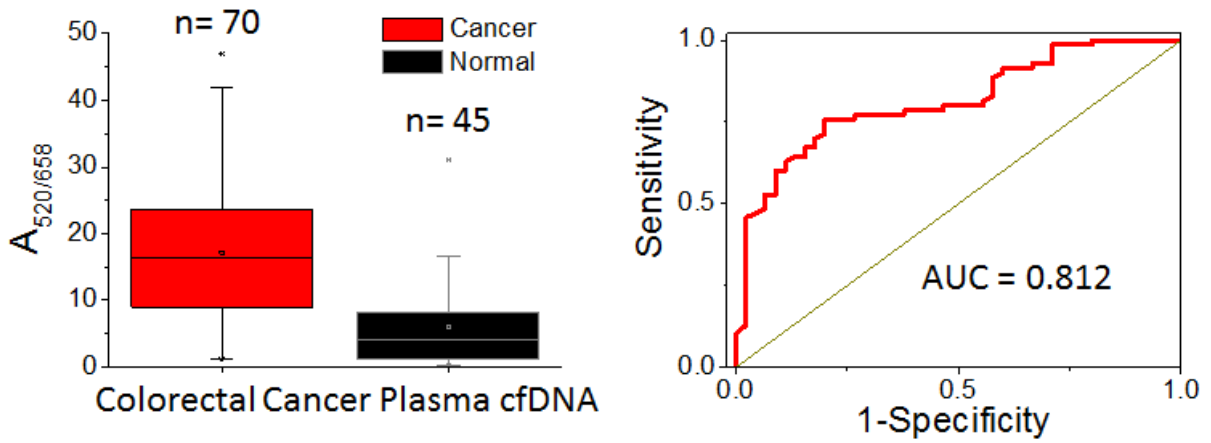 50
40
30
20
10
0
A520/658
n= 70
n= 45
Cancer
Normal
Colorectal Cancer Plasma cfDNA
1.0
0.5
0.0
Sensitivity
AUC = 0.812
0.0 0.5 1.0
1-Specificity